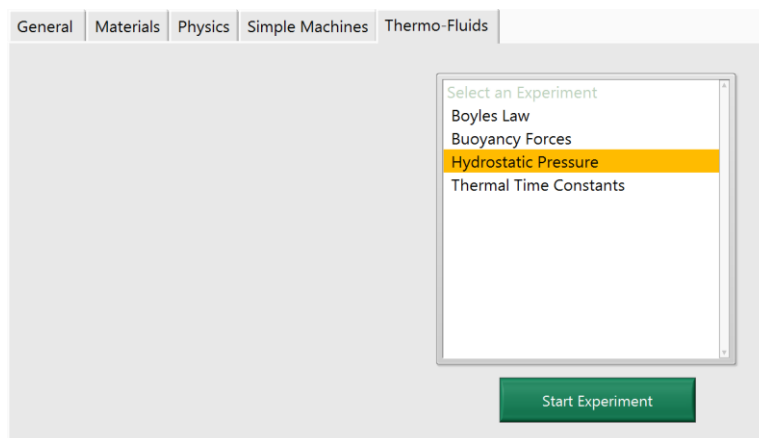 General Materials Physics Simple Machines Thermo-Fluids
Select an Experiment
Boyles Law
Buoyancy Forces
Hydrostatic Pressure
Thermal Time Constants
Start Experiment